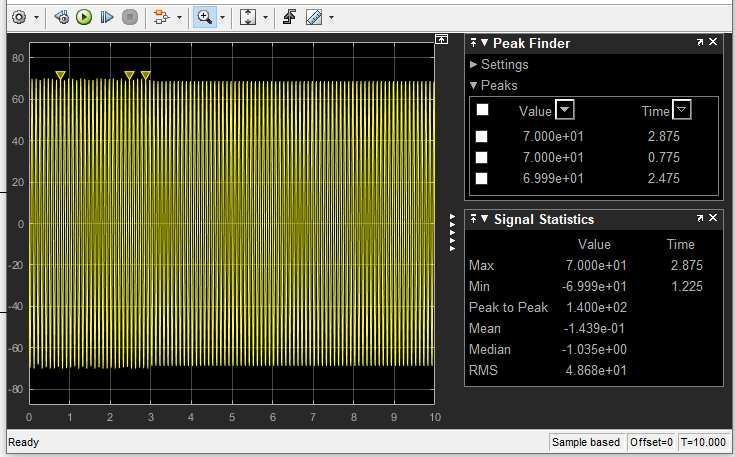 Peak Finder
Settings
Peaks
Value Time
7.000e+01 2.875
7.000e+01 0.775
6.999e+01 2.475
Signal Statistics
Value Time
Max 7.000e+01 2.875
Min -6.999e+01 1.225
Peak to Peak 1.400e+02
Mean -1.439e-01
Median -1.035e+00
RMS 4.868e+01
80
60
40
20
0
-20
-40
-60
-80
0 1 2 3 4 5 6 7 8 9 10
Ready Sample based Offset=0 T=10.000